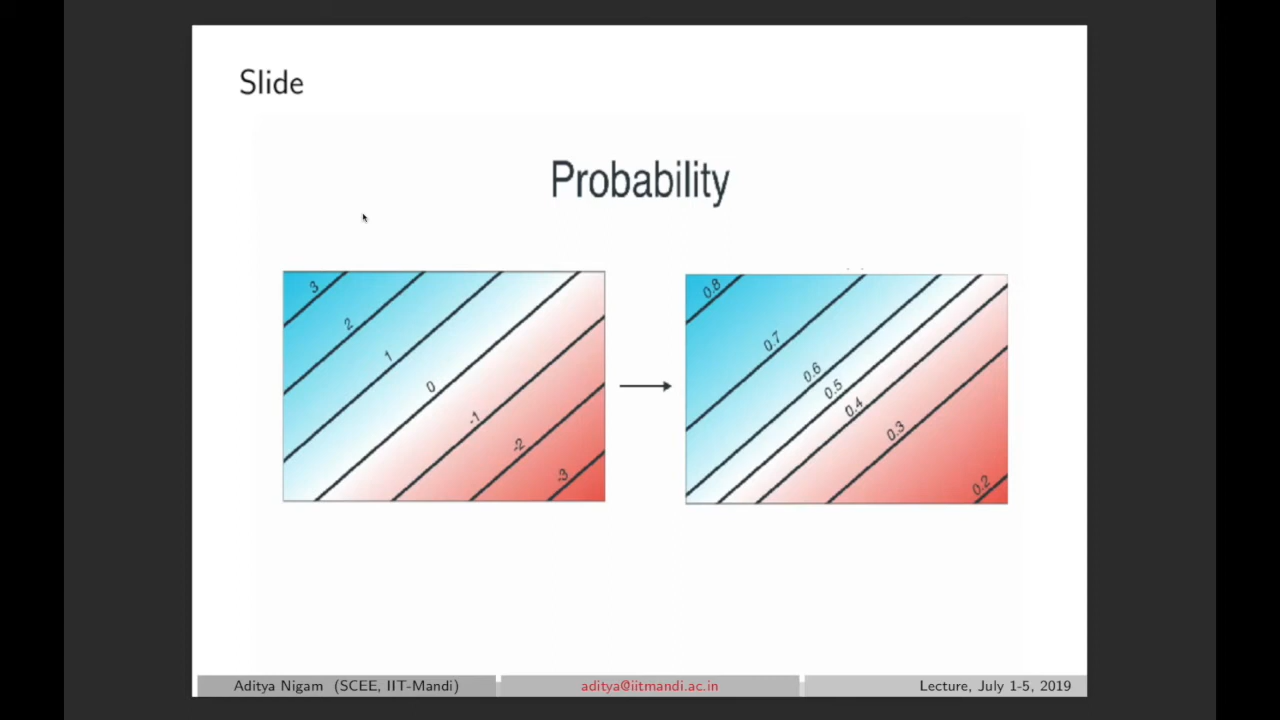 Slide
Probability
3
2
1
0
-1
-2
-3
0.8
0.7
0.6
0.5
0.4
0.3
0.2
Aditya Nigam (SCEE, IIT-Mandi)
aditya@iitmandi.ac.in
Lecture, July 1-5, 2019